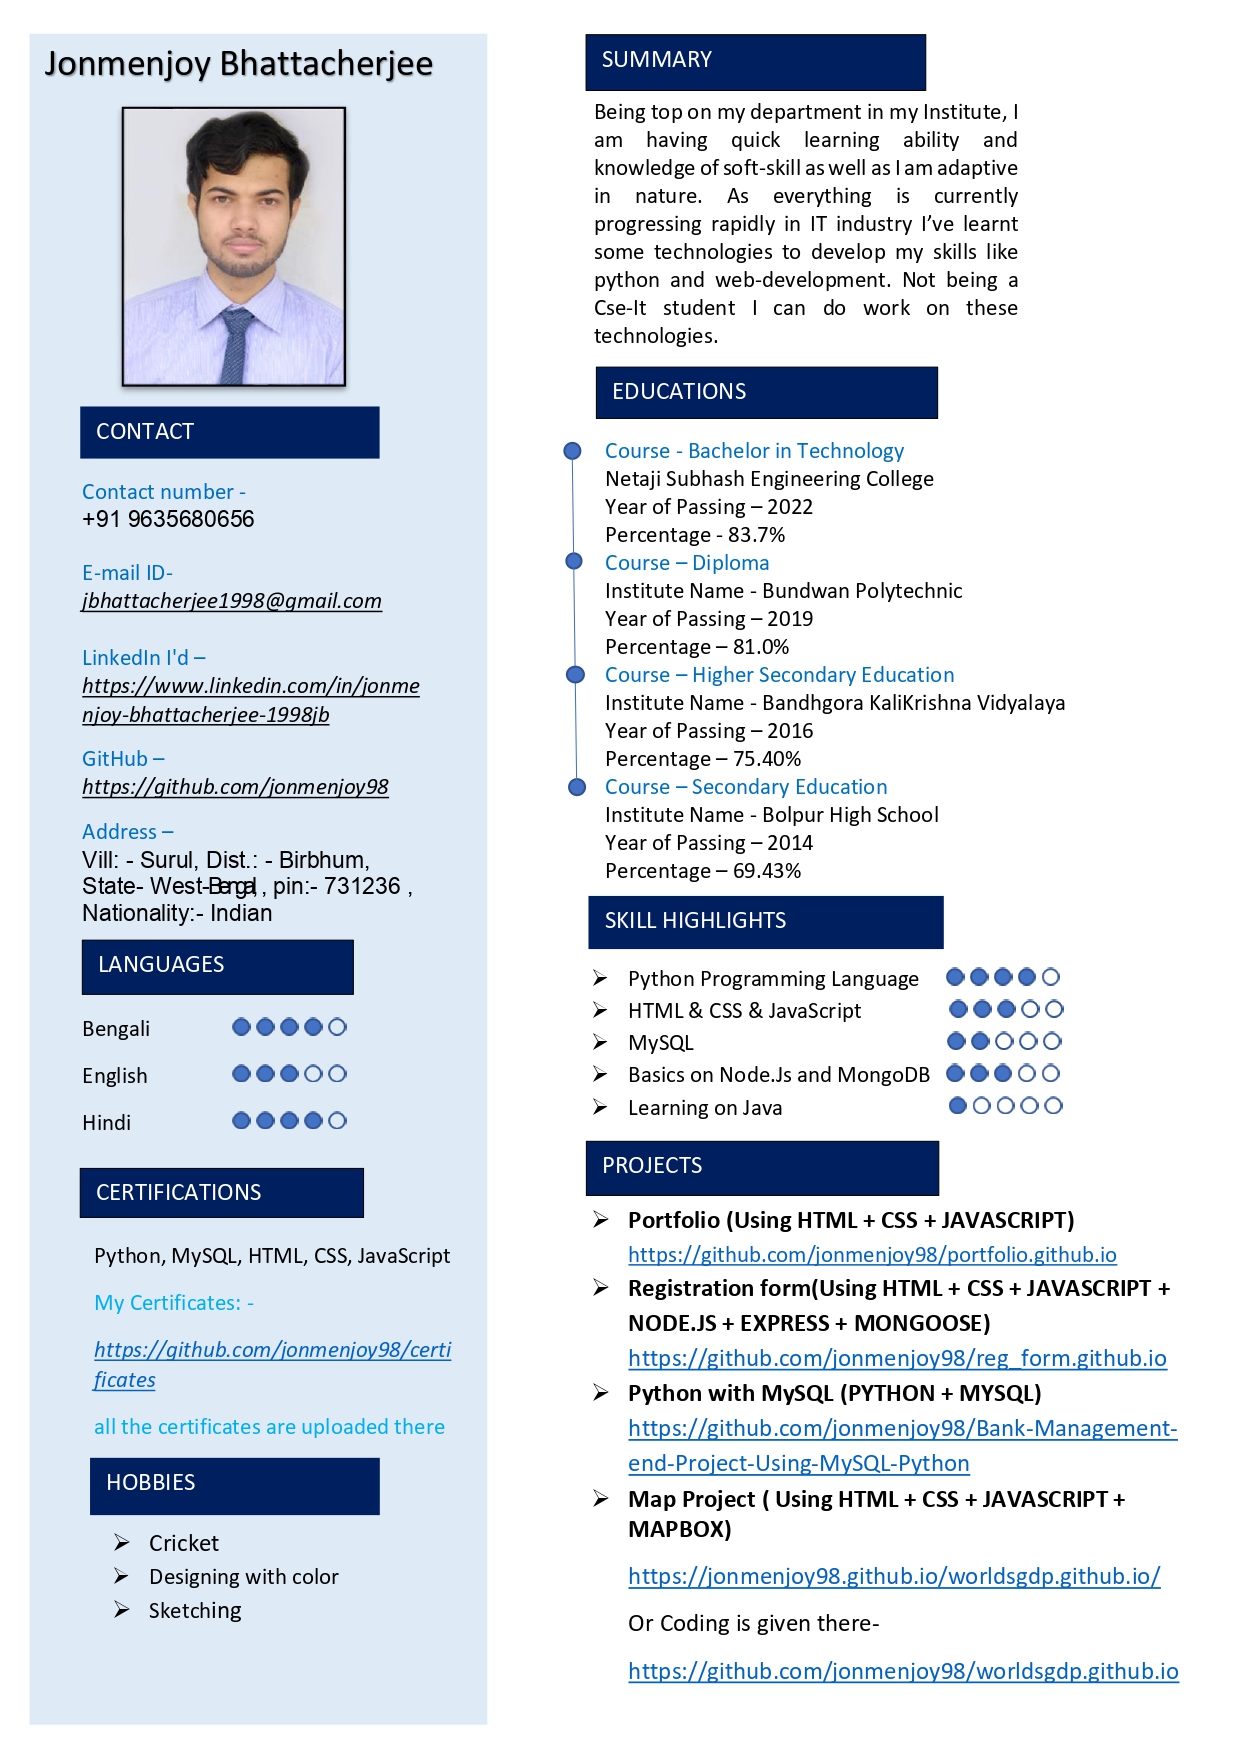 Jonmenjoy Bhattacherjee
CONTACT
Contact number -
+91 9635680656
E-mail ID-
jbhattacherjee1998@gmail.com
LinkedIn I'd –
https://www.linkedin.com/in/jonme
njoy-bhattacherjee-1998jb
GitHub –
https://github.com/jonmenjoy98
Address –
Vill: - Surul, Dist.: - Birbhum,
State- West-Bengal, , pin:- 731236 ,
Nationality:- Indian
LANGUAGES
Bengali
English
Hindi
CERTIFICATIONS
Python, MySQL, HTML, CSS, JavaScript
My Certificates: -
https://github.com/jonmenjoy98/certi
ficates
all the certificates are uploaded there
HOBBIES
Cricket
Designing with color
Sketching
SUMMARY
Being top on my department in my Institute, I
am having quick learning ability and
knowledge of soft-skill as well as I am adaptive
in nature. As everything is currently
progressing rapidly in IT industry I’ve learnt
some technologies to develop my skills like
python and web-development. Not being a
Cse-It student I can do work on these
technologies.
EDUCATIONS
Course - Bachelor in Technology
Netaji Subhash Engineering College
Year of Passing – 2022
Percentage - 83.7%
Course – Diploma
Institute Name - Bundwan Polytechnic
Year of Passing – 2019
Percentage – 81.0%
Course – Higher Secondary Education
Institute Name - Bandhgora KaliKrishna Vidyalaya
Year of Passing – 2016
Percentage – 75.40%
Course – Secondary Education
Institute Name - Bolpur High School
Year of Passing – 2014
Percentage – 69.43%
SKILL HIGHLIGHTS
Python Programming Language
HTML & CSS & JavaScript
MySQL
Basics on Node.Js and MongoDB
Learning on Java
PROJECTS
Portfolio (Using HTML + CSS + JAVASCRIPT)
https://github.com/jonmenjoy98/portfolio.github.io
Registration form(Using HTML + CSS + JAVASCRIPT +
NODE.JS + EXPRESS + MONGOOSE)
https://github.com/jonmenjoy98/reg_form.github.io
Python with MySQL (PYTHON + MYSQL)
https://github.com/jonmenjoy98/Bank-Management-
end-Project-Using-MySQL-Python
Map Project ( Using HTML + CSS + JAVASCRIPT +
MAPBOX)
https://jonmenjoy98.github.io/worldsgdp.github.io/
Or Coding is given there-
https://github.com/jonmenjoy98/worldsgdp.github.io